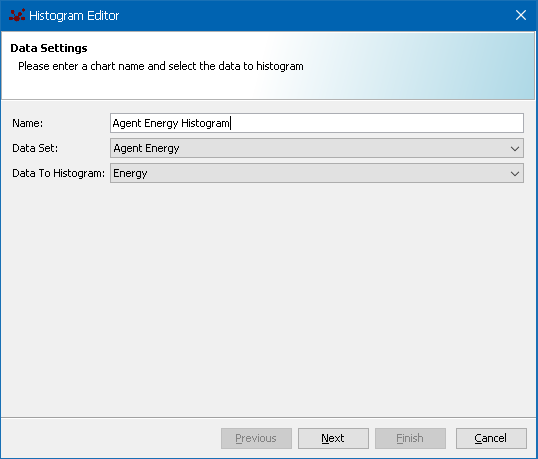 Histogram Editor
Data Settings
Please enter a chart name and select the data to histogram
Name: Agent Energy Histogram
Data Set: Agent Energy
Data To Histogram: Energy
Previous Next Finish Cancel